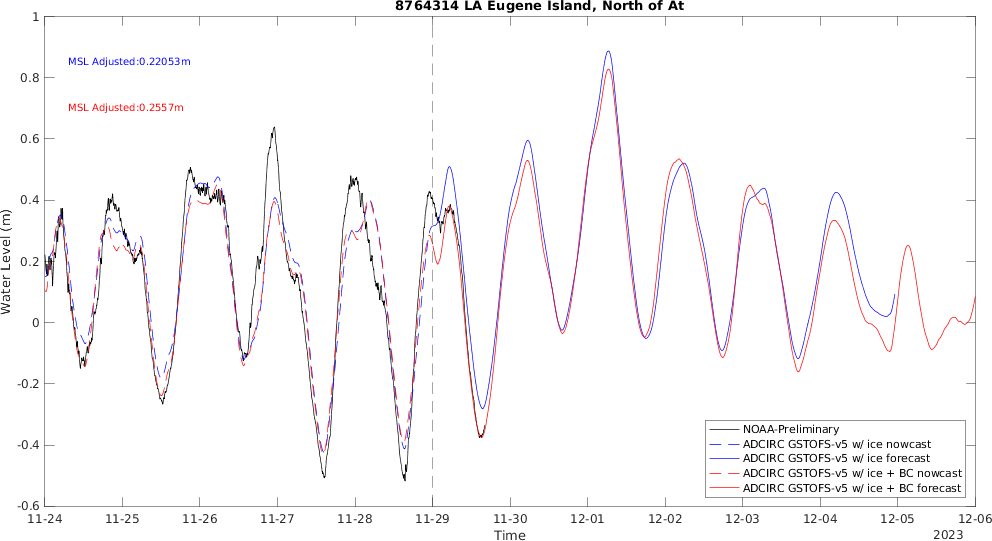 8764314 LA Eugene Island, North of At
MSL Adjusted:0.22053m
MSL Adjusted:0.2557m
Water Level (m)
1
0.8
0.6
0.4
0.2
0
-0.2
-0.4
-0.6
NOAA-Preliminary
ADCIRC GSTOFS-v5 w/ ice nowcast
ADCIRC GSTOFS-v5 w/ ice forecast
ADCIRC GSTOFS-v5 w/ ice + BC nowcast
ADCIRC GSTOFS-v5 w/ ice + BC forecast
11-24 11-25 11-26 11-27 11-28 11-29 11-30 12-01 12-02 12-03 12-04 12-05 12-06
Time
2023